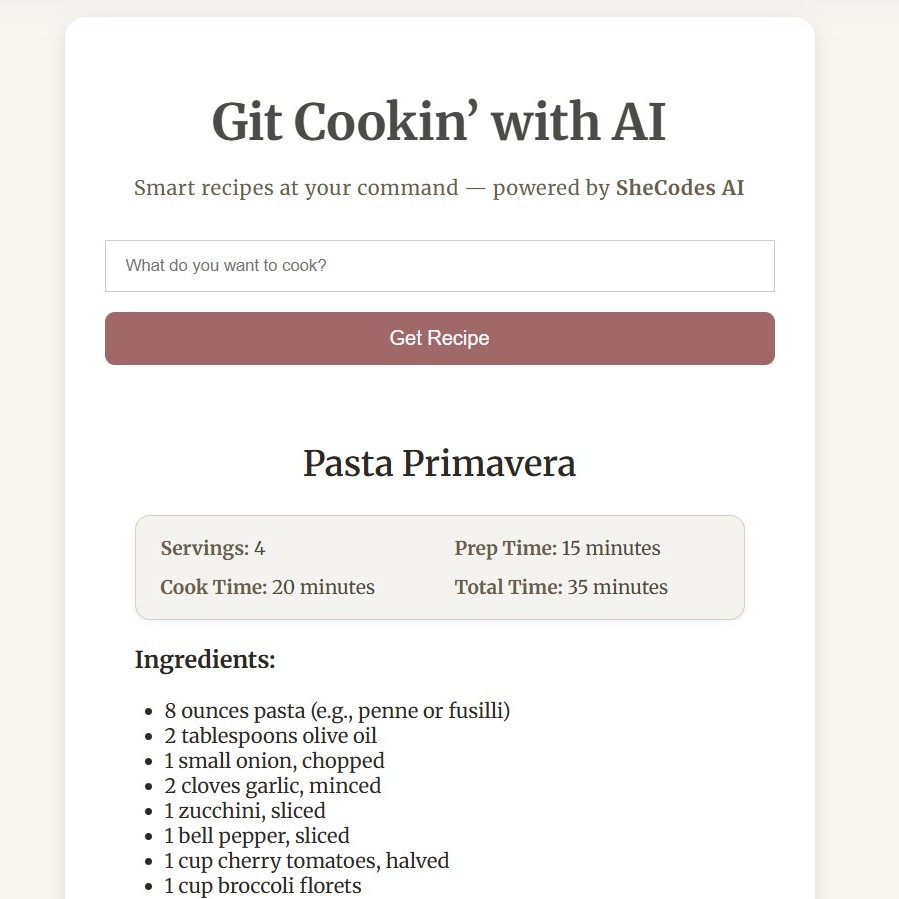 Git Cookin’ with AI
Smart recipes at your command — powered by SheCodes AI
What do you want to cook?
Get Recipe
Pasta Primavera
Servings: 4
Prep Time: 15 minutes
Cook Time: 20 minutes
Total Time: 35 minutes
Ingredients:
8 ounces pasta (e.g., penne or fusilli)
2 tablespoons olive oil
1 small onion, chopped
2 cloves garlic, minced
1 zucchini, sliced
1 bell pepper, sliced
1 cup cherry tomatoes, halved
1 cup broccoli florets